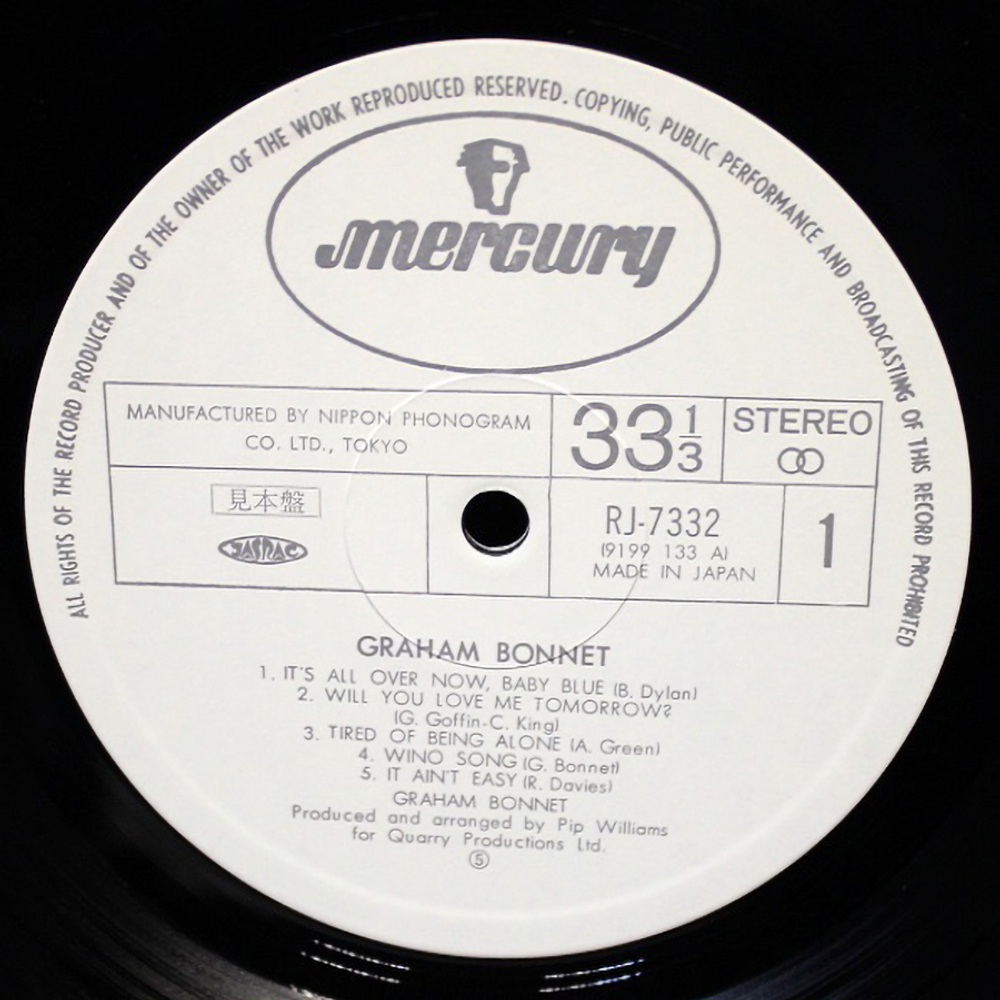 ALL RIGHTS OF THE RECORD PRODUCER AND OF THE OWNER OF THE WORK REPRODUCED RESERVED. COPYING, PUBLIC PERFORMANCE AND BROADCASTING OF THIS RECORD PROHIBITED
mercury
MANUFACTURED BY NIPPON PHONOGRAM
CO. LTD., TOKYO
33 1/3
STEREO
見本盤
JASRAC
RJ-7332
(9199 133 A)
MADE IN JAPAN
1
GRAHAM BONNET
1. IT'S ALL OVER NOW, BABY BLUE (B. Dylan)
2. WILL YOU LOVE ME TOMORROW?
(G. Goffin-C. King)
3. TIRED OF BEING ALONE (A. Green)
4. WINO SONG (G. Bonnet)
5. IT AIN'T EASY (R. Davies)
GRAHAM BONNET
Produced and arranged by Pip Williams
for Quarry Productions Ltd.
⑤